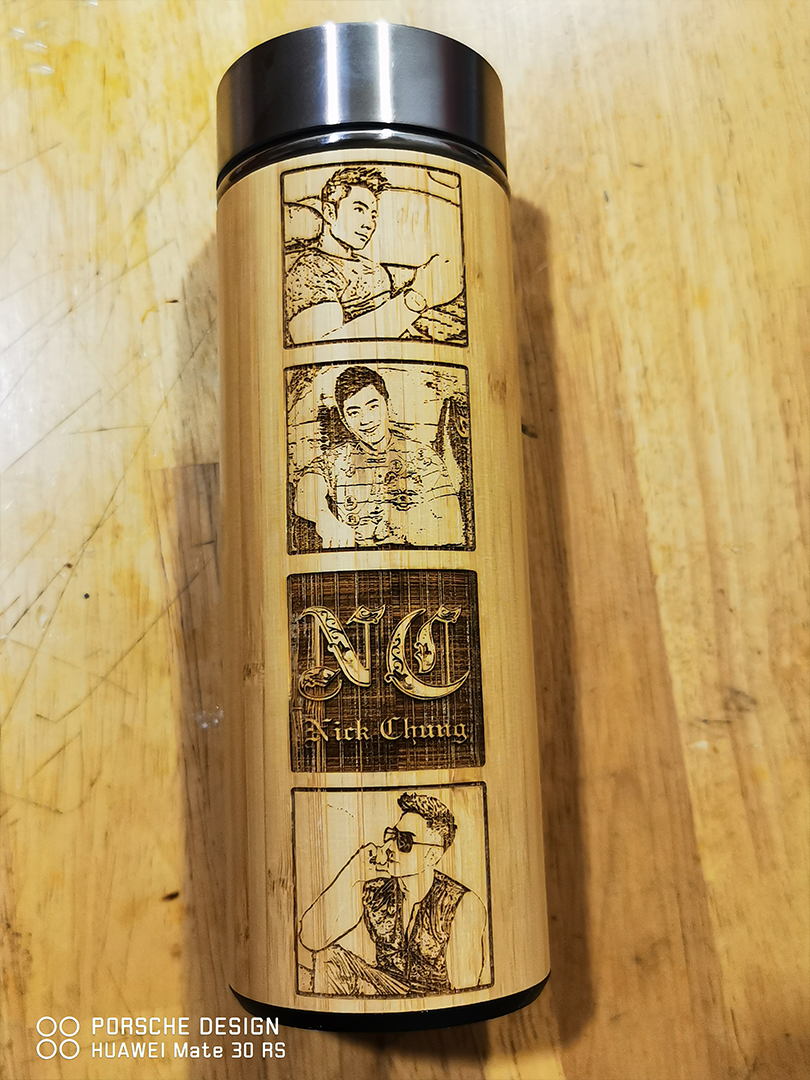 NC
Nick Chung
PORSCHE DESIGN
HUAWEI Mate 30 RS